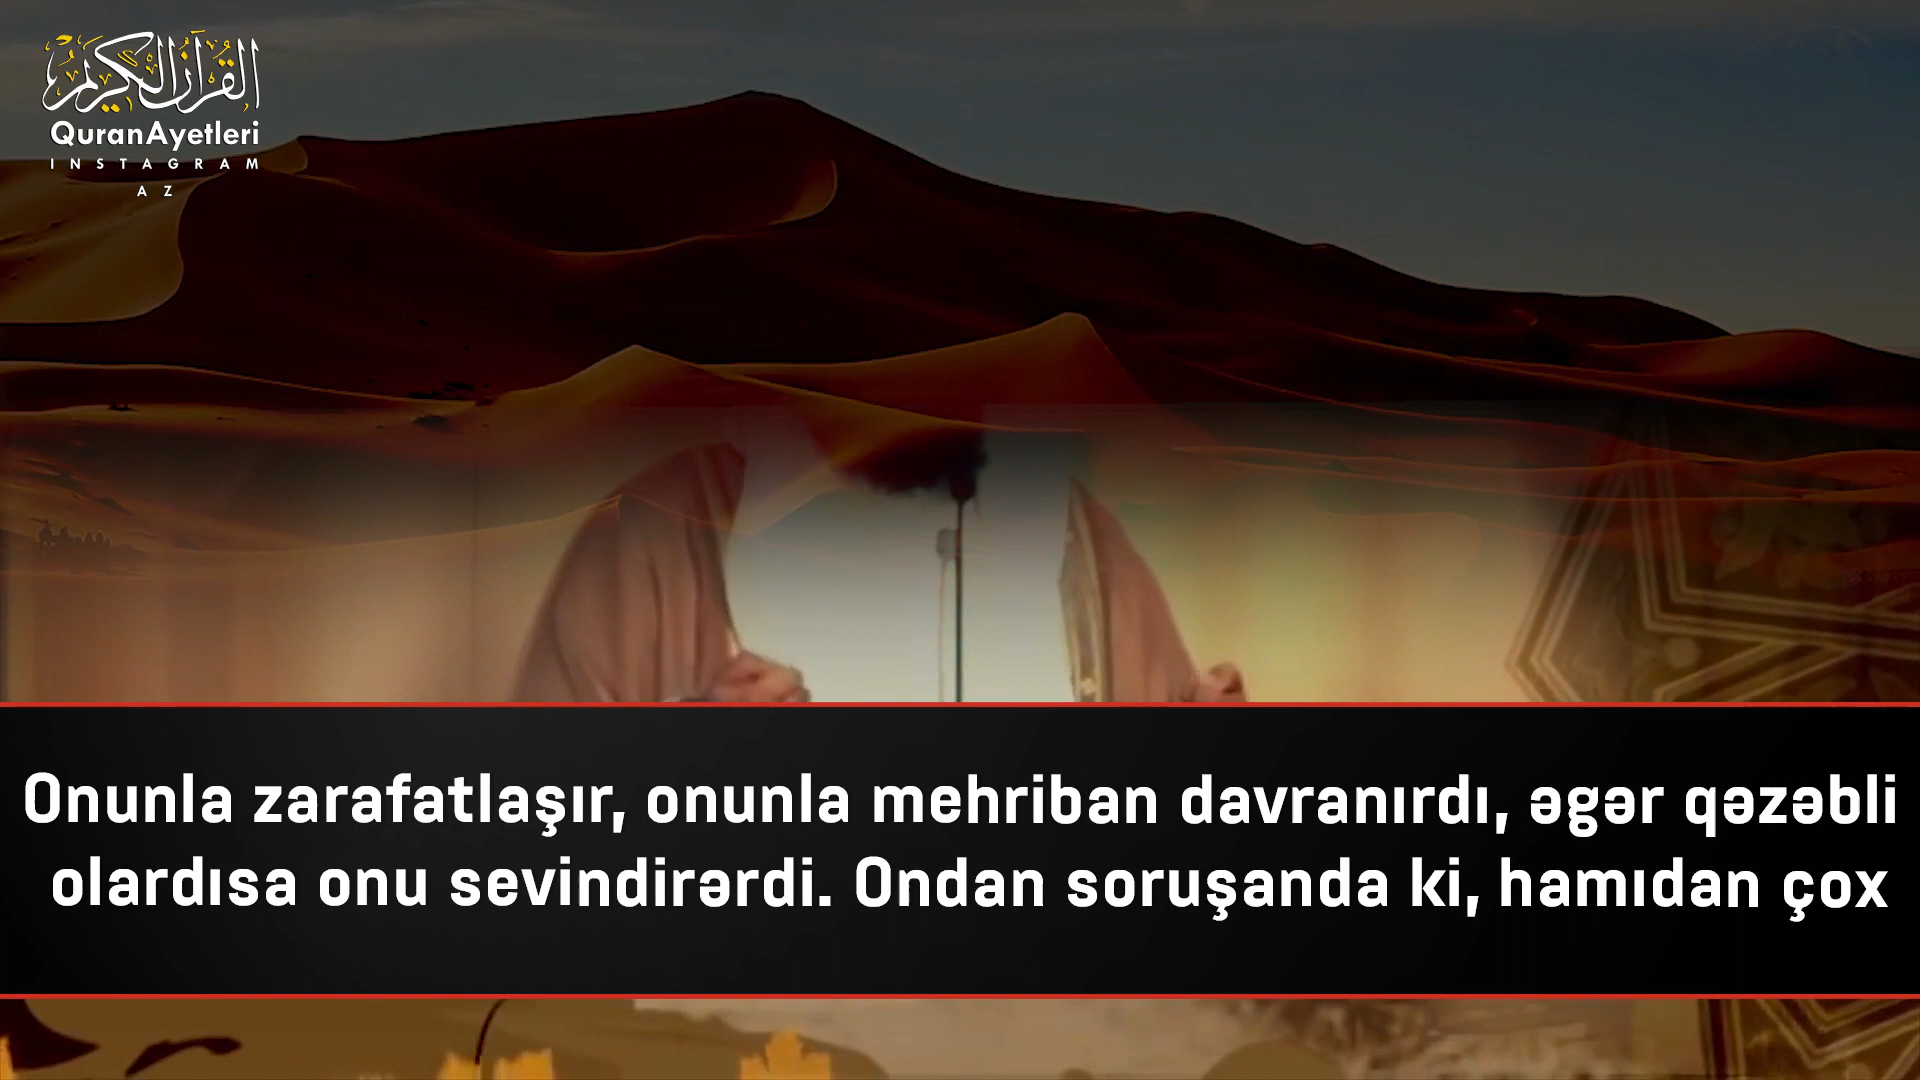 القرآن الكريم
QuranAyetleri
INSTAGRAM
AZ
Onunla zarafatlaşır, onunla mehriban davranırdı, əgər qəzəbli
olardısa onu sevindirərdi. Ondan soruşanda ki, hamıdan çox